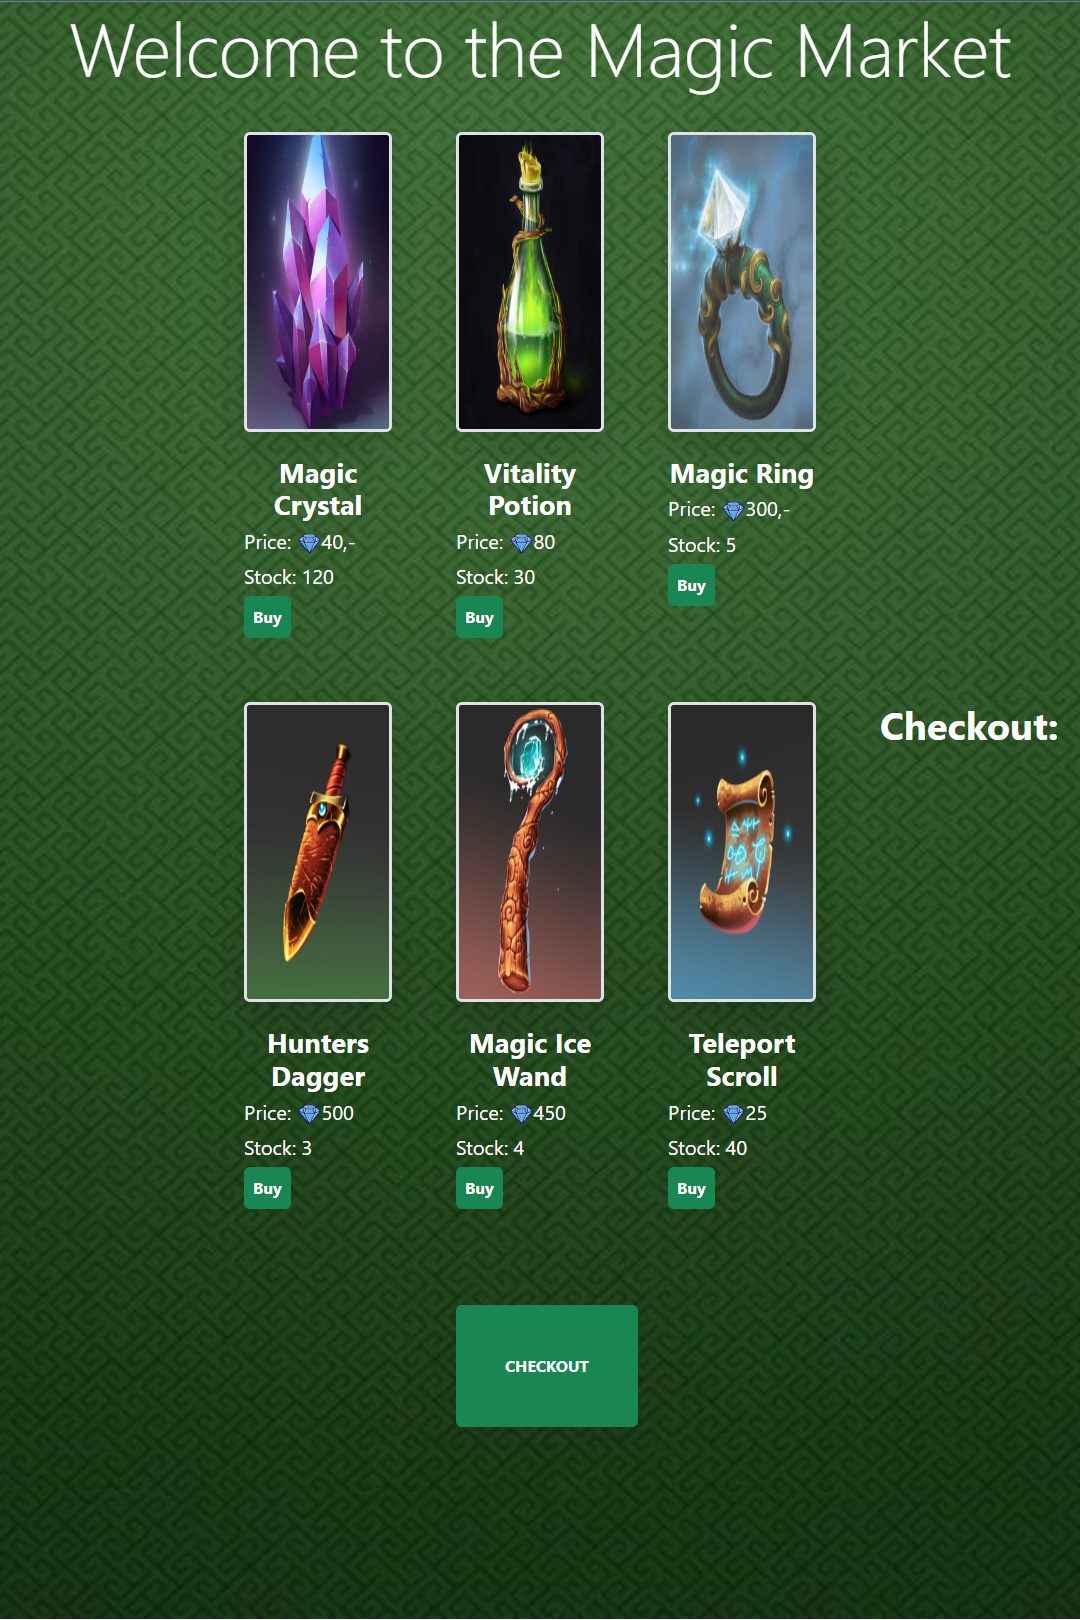 Welcome to the Magic Market
Magic
Crystal
Price: 40,-
Stock: 120
Buy
Vitality
Potion
Price: 80
Stock: 30
Buy
Magic Ring
Price: 300,-
Stock: 5
Buy
Hunters
Dagger
Price: 500
Stock: 3
Buy
Magic Ice
Wand
Price: 450
Stock: 4
Buy
Teleport
Scroll
Price: 25
Stock: 40
Buy
Checkout:
CHECKOUT